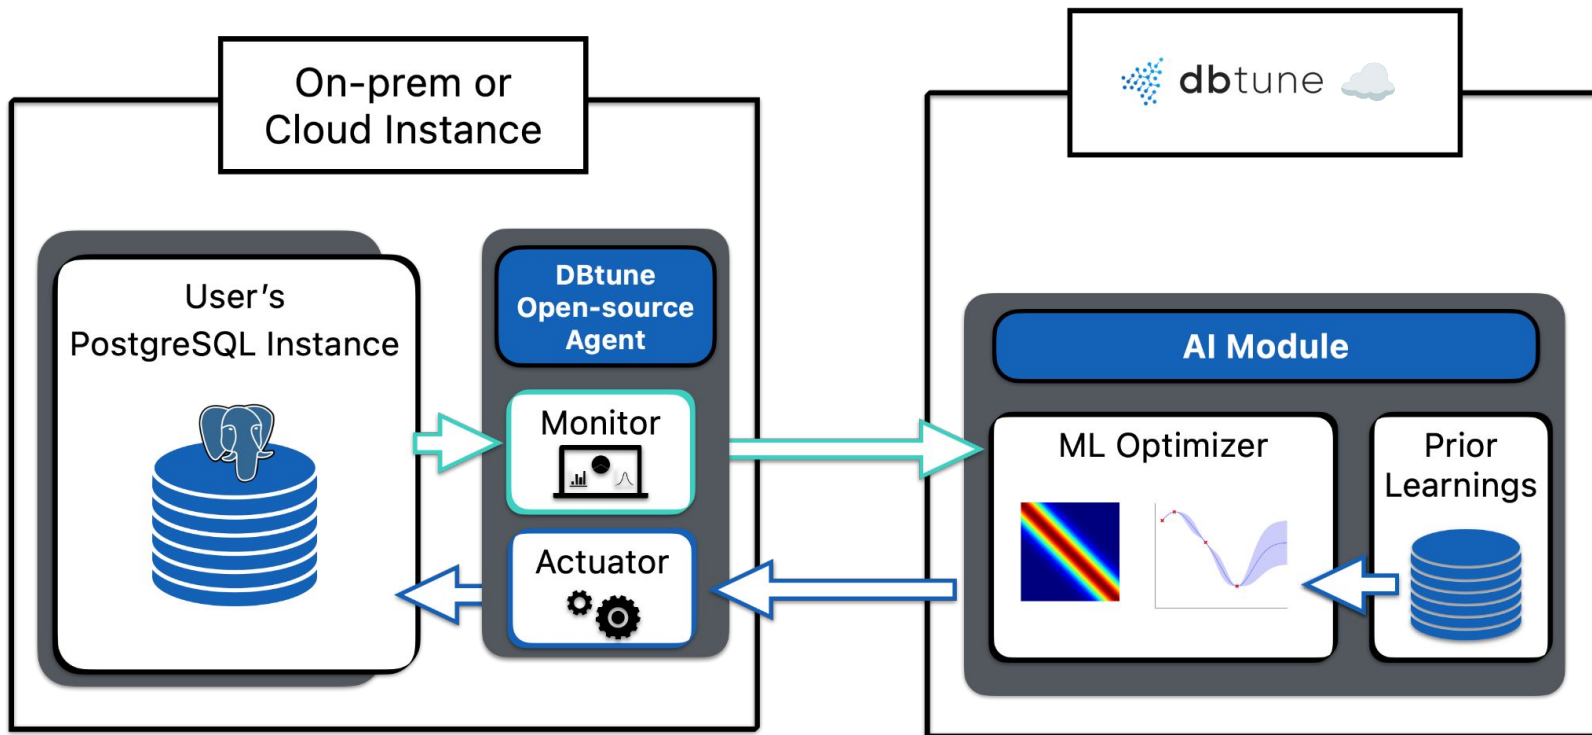 On-prem or
Cloud Instance
dbtune
User's
PostgreSQL Instance
DBtune
Open-source
Agent
Monitor
Actuator
AI Module
ML Optimizer
Prior
Learnings